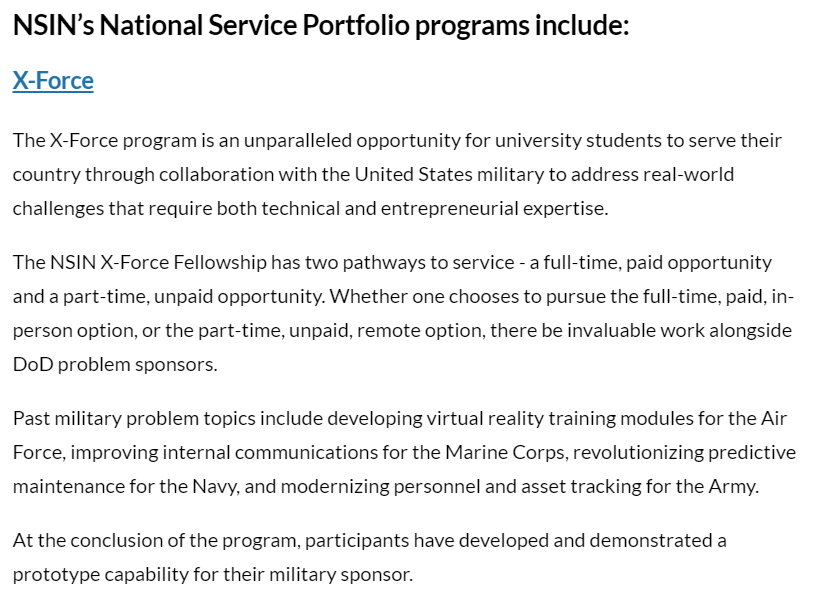 NSIN’s National Service Portfolio programs include:
X-Force
The X-Force program is an unparalleled opportunity for university students to serve their
country through collaboration with the United States military to address real-world
challenges that require both technical and entrepreneurial expertise.
The NSIN X-Force Fellowship has two pathways to service - a full-time, paid opportunity
and a part-time, unpaid opportunity. Whether one chooses to pursue the full-time, paid, in-
person option, or the part-time, unpaid, remote option, there be invaluable work alongside
DoD problem sponsors.
Past military problem topics include developing virtual reality training modules for the Air
Force, improving internal communications for the Marine Corps, revolutionizing predictive
maintenance for the Navy, and modernizing personnel and asset tracking for the Army.
At the conclusion of the program, participants have developed and demonstrated a
prototype capability for their military sponsor.